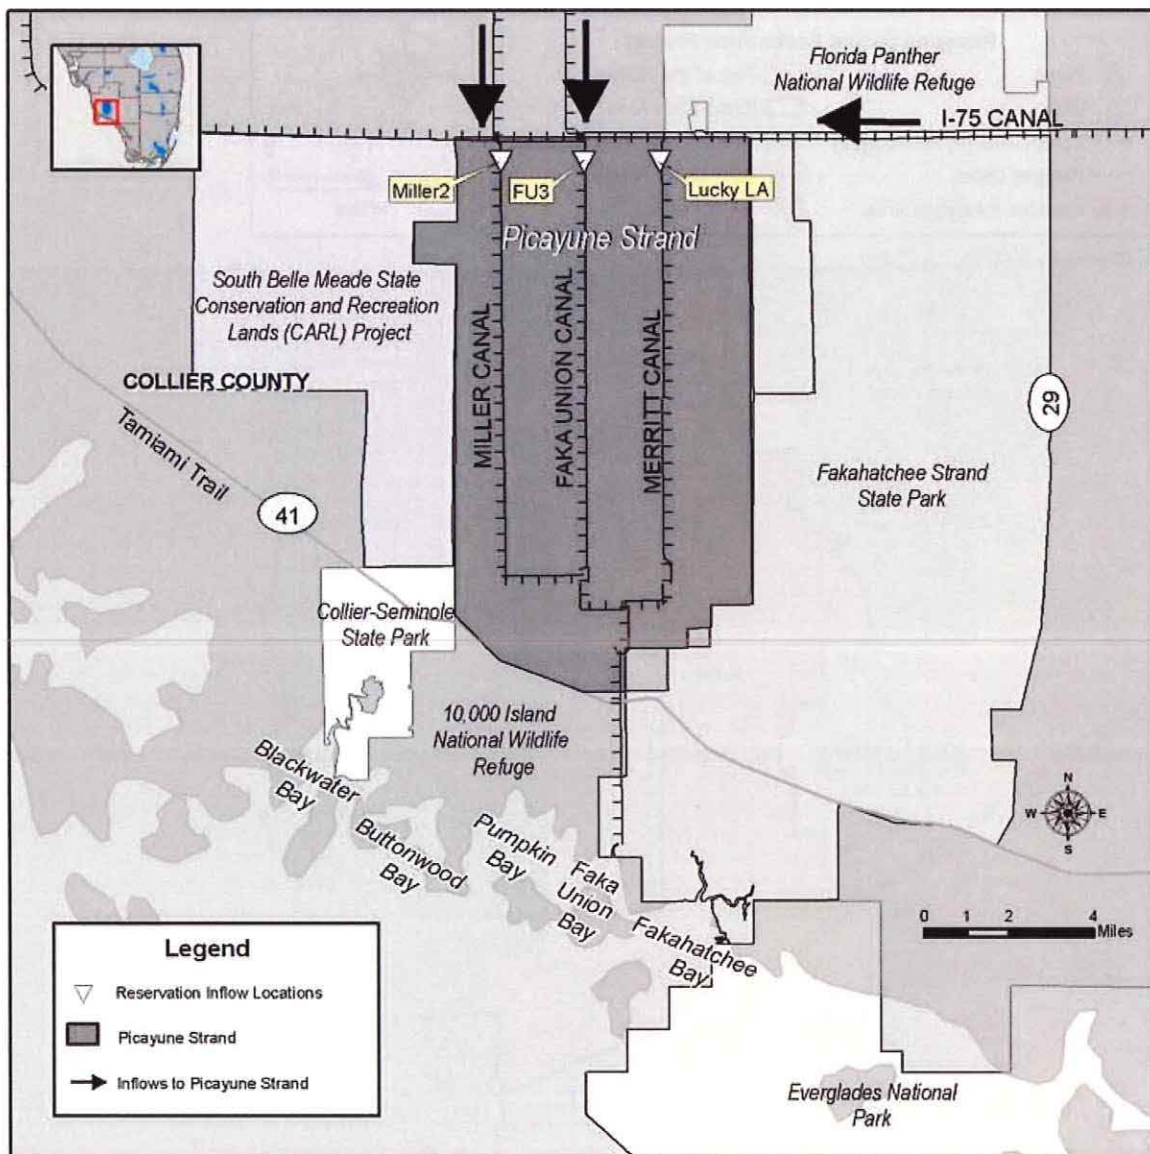 Florida Panther
National Wildlife Refuge
I-75 CANAL
Miller2
FU3
Lucky LA
Picayune Strand
South Belle Meade State
Conservation and Recreation
Lands (CARL) Project
MILLER CANAL
FAKA UNION CANAL
MERRITT CANAL
COLLIER COUNTY
29
Tamiami Trail
Fakahatchee Strand
State Park
41
Collier-Seminole
State Park
10,000 Island
National Wildlife
Refuge
Blackwater
Bay
Buttonwood
Bay
Pumpkin
Bay
Faka
Union
Bay
Fakahatchee
Bay
N
W
E
S
0 1 2 4
Miles
Legend
Reservation Inflow Locations
Picayune Strand
Inflows to Picayune Strand
Everglades National
Park